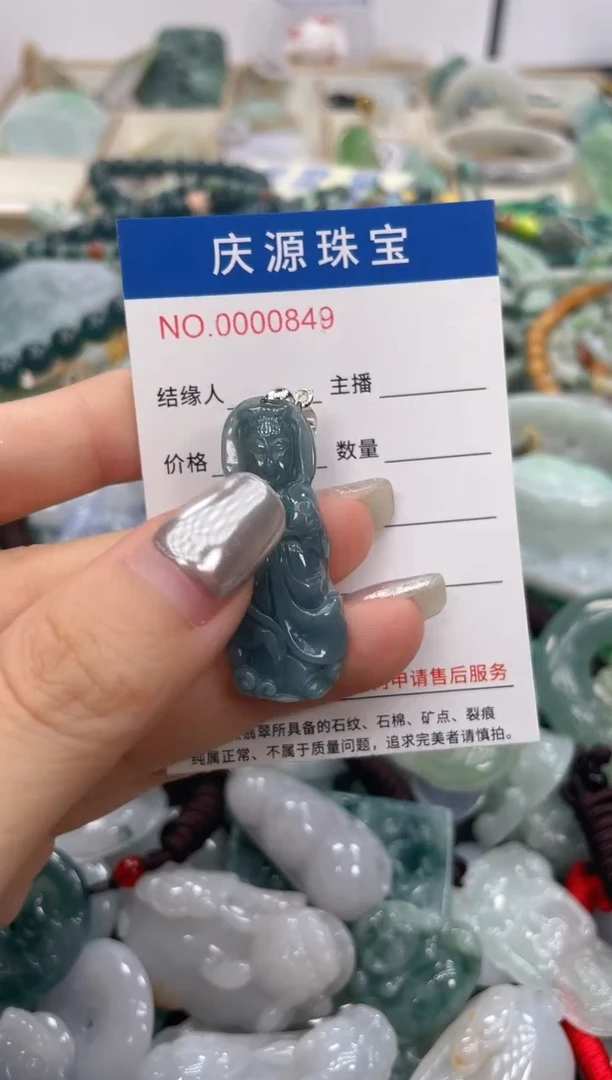 庆源珠宝
NO.0000849
结缘人 主播
价格 数量
申请售后服务
翡翠所具备的石纹、石棉、矿点、裂痕
纯属正常、不属于质量问题，追求完美者请慎拍。